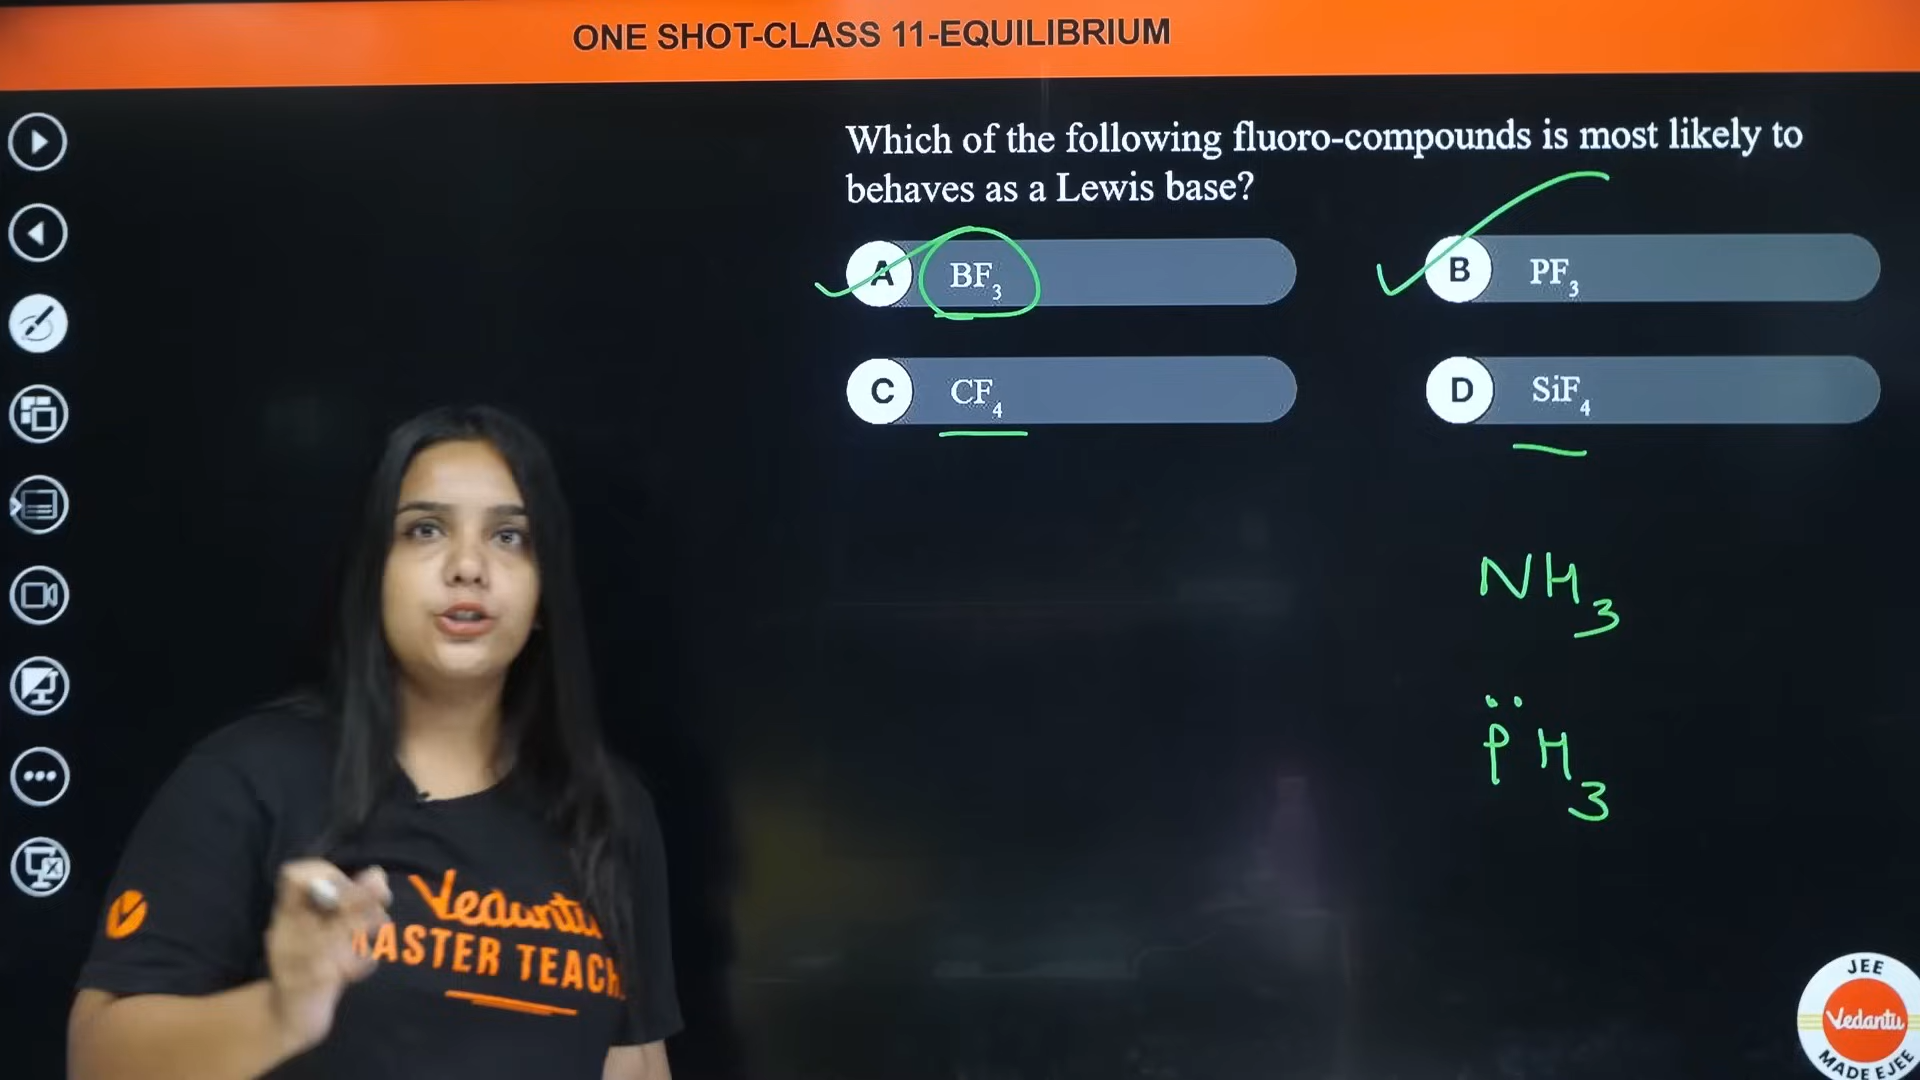 ONE SHOT-CLASS 11-EQUILIBRIUM
Which of the following fluoro-compounds is most likely to
behaves as a Lewis base?
A BF3
B PF3
C CF4
D SiF4
NH3
PH3
Vedantu
MASTER TEACH
JEE
Vedantu
MADE EJEE